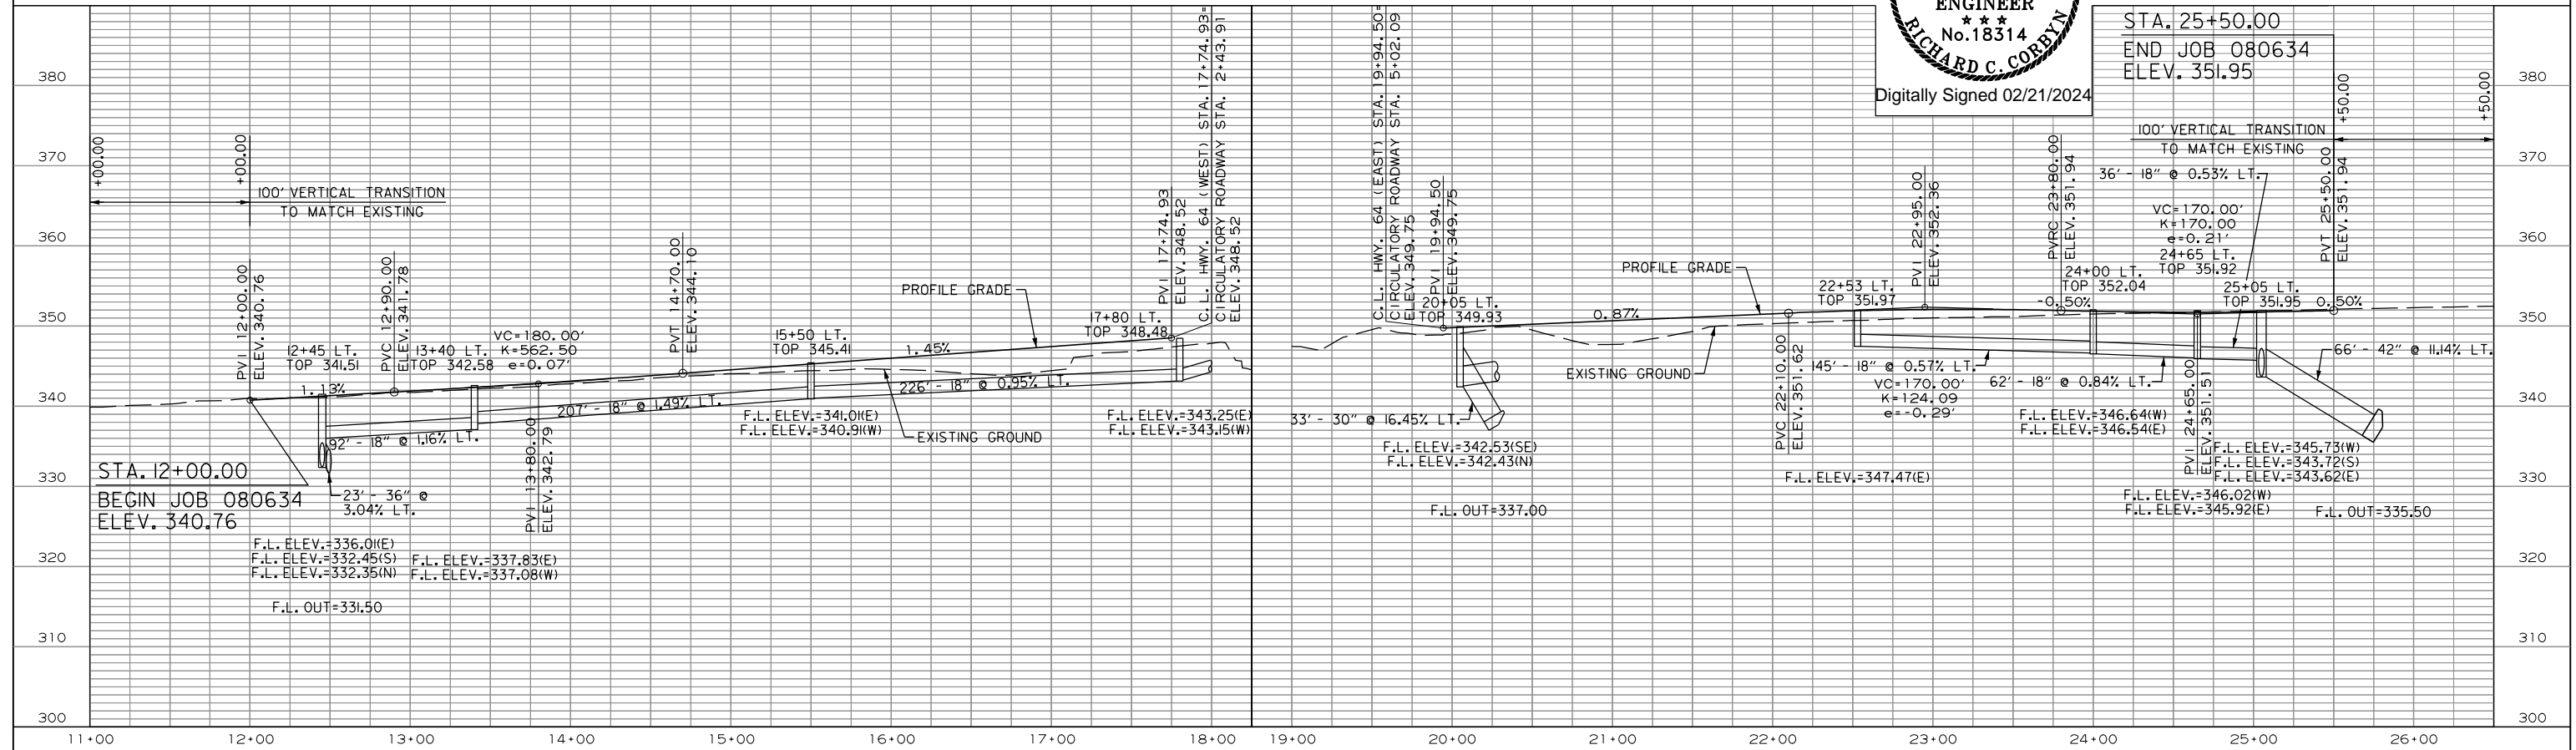 ENGINEER
★ ★ ★
No.18314
RICHARD C. CORBYN
Digitally Signed 02/21/2024
STA. 25+50.00
END JOB 080634
ELEV. 351.95
+00.00
+00.00
100' VERTICAL TRANSITION
TO MATCH EXISTING
PVI 12+00.00
ELEV. 340.76
12+45 LT.
TOP 341.51
1.13%
PVC 12+90.00
ELEV. 341.78
13+40 LT.
TOP 342.58
VC=180.00'
K=562.50
e=0.07'
PVI 13+80.00
ELEV. 342.79
PVT 14+70.00
ELEV. 344.10
15+50 LT.
TOP 345.41
1.45%
PROFILE GRADE
17+80 LT.
TOP 348.48
PVI 17+74.93
ELEV. 348.52
C.L. HWY. 64 (WEST) STA. 17+74.93=
CIRCULATORY ROADWAY STA. 2+43.91
ELEV. 348.52
92' - 18" @ 1.16% LT.
207' - 18" @ 1.49% LT.
226' - 18" @ 0.95% LT.
EXISTING GROUND
F.L. ELEV.=341.01(E)
F.L. ELEV.=340.91(W)
F.L. ELEV.=343.25(E)
F.L. ELEV.=343.15(W)
STA. 12+00.00
BEGIN JOB 080634
ELEV. 340.76
23' - 36" @
3.04% LT.
F.L. ELEV.=336.01(E)
F.L. ELEV.=332.45(S)
F.L. ELEV.=332.35(N)
F.L. ELEV.=337.83(E)
F.L. ELEV.=337.08(W)
F.L. OUT=331.50
C.L. HWY. 64 (EAST) STA. 19+94.50=
CIRCULATORY ROADWAY STA. 5+02.09
ELEV. 349.75
PVI 19+94.50
ELEV. 349.75
20+05 LT.
TOP 349.93
33' - 30" @ 16.45% LT.
F.L. ELEV.=342.53(SE)
F.L. ELEV.=342.43(N)
F.L. OUT=337.00
0.87%
PROFILE GRADE
EXISTING GROUND
PVC 22+10.00
ELEV. 351.62
22+53 LT.
TOP 351.97
PVI 22+95.00
ELEV. 352.36
145' - 18" @ 0.57% LT.
VC=170.00'
K=124.09
e=-0.29'
F.L. ELEV.=347.47(E)
PVRC 23+80.00
ELEV. 351.94
24+00 LT.
TOP 352.04
-0.50%
62' - 18" @ 0.84% LT.
F.L. ELEV.=346.64(W)
F.L. ELEV.=346.54(E)
100' VERTICAL TRANSITION
TO MATCH EXISTING
36' - 18" @ 0.53% LT.
VC=170.00'
K=170.00
e=0.21'
24+65 LT.
TOP 351.92
PVI 24+65.00
ELEV. 351.51
25+05 LT.
TOP 351.95
0.50%
PVT 25+50.00
ELEV. 351.94
+50.00
+50.00
66' - 42" @ 11.14% LT.
F.L. ELEV.=345.73(W)
F.L. ELEV.=343.72(S)
F.L. ELEV.=343.62(E)
F.L. ELEV.=346.02(W)
F.L. ELEV.=345.92(E)
F.L. OUT=335.50
380
370
360
350
340
330
320
310
300
380
370
360
350
340
330
320
310
300
11+00 12+00 13+00 14+00 15+00 16+00 17+00 18+00 19+00 20+00 21+00 22+00 23+00 24+00 25+00 26+00